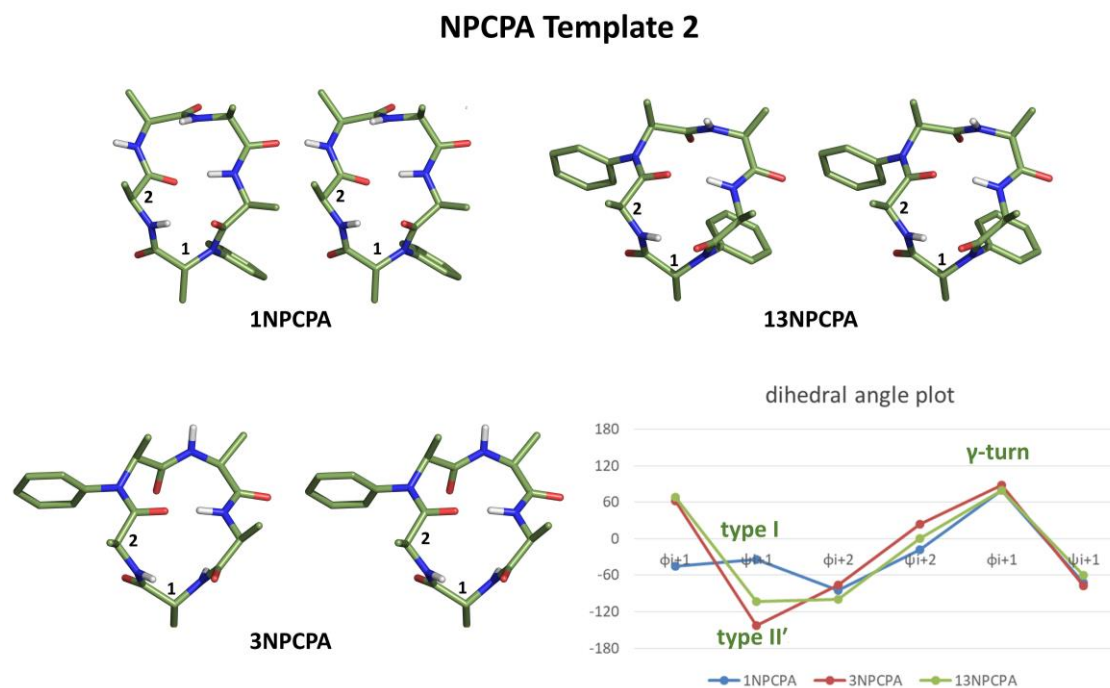 NPCPA Template 2
2
2
1
1
1NPCPA
2
2
1
1
13NPCPA
2
2
1
1
3NPCPA
dihedral angle plot
180
120
60
0
-60
-120
-180
γ-turn
type I
type II′
ϕi+1
ψi+1
ϕi+2
ψi+2
ϕi+1
ψi+1
1NPCPA
3NPCPA
13NPCPA